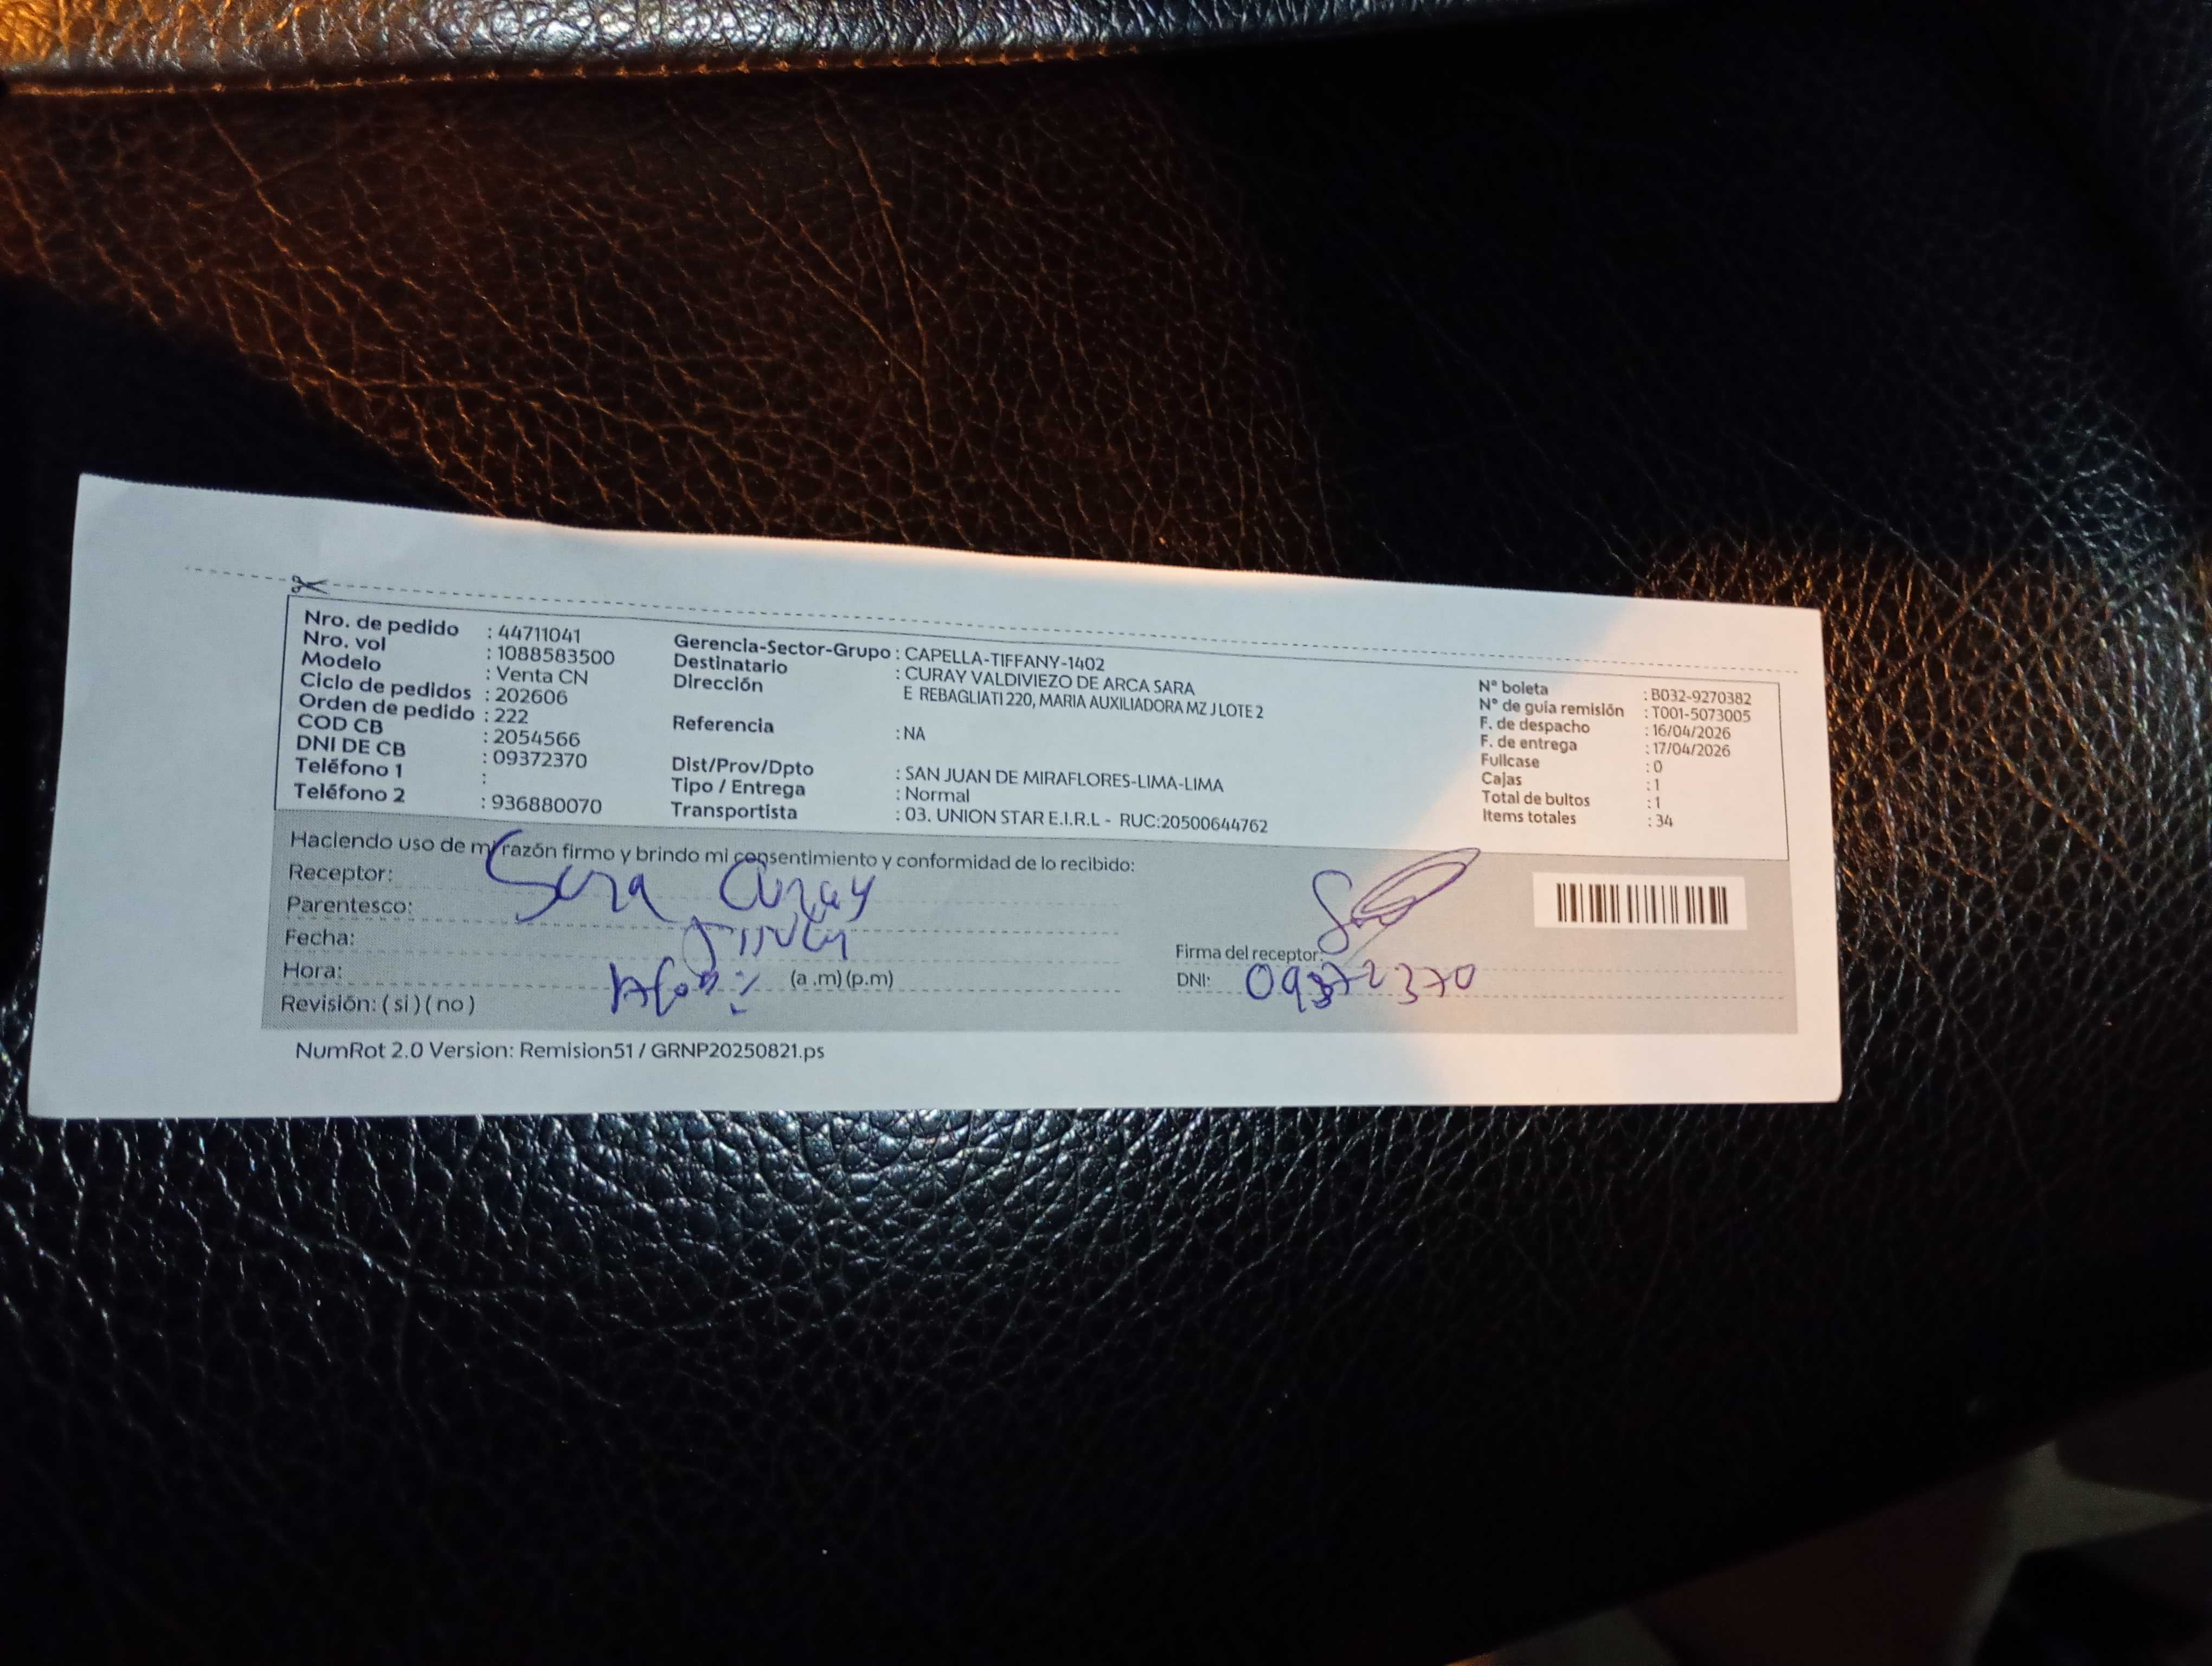 Nro. de pedido : 44711041
Nro. vol : 1088583500
Modelo : Venta CN
Ciclo de pedidos : 202606
Orden de pedido : 222
COD CB : 2054566
DNI DE CB : 09372370
Teléfono 1 :
Teléfono 2 : 936880070
Gerencia-Sector-Grupo : CAPELLA-TIFFANY-1402
Destinatario : CURAY VALDIVIEZO DE ARCA SARA
Dirección E REBAGLIATI 220, MARIA AUXILIADORA MZ J LOTE 2
Referencia : NA
Dist/Prov/Dpto : SAN JUAN DE MIRAFLORES-LIMA-LIMA
Tipo / Entrega : Normal
Transportista : 03. UNION STAR E.I.R.L - RUC:20500644762
N° boleta : B032-9270382
N° de guía remisión : T001-5073005
F. de despacho : 16/04/2026
F. de entrega : 17/04/2026
Fullcase : 0
Cajas : 1
Total de bultos : 1
Items totales : 34
Haciendo uso de mi razón firmo y brindo mi consentimiento y conformidad de lo recibido:
Receptor: Sara Curay
Parentesco:
Fecha:
Hora: (a .m) (p.m)
Revisión: ( si ) ( no )
Firma del receptor:
DNI: 09372370
NumRot 2.0 Version: Remision51 / GRNP20250821.ps